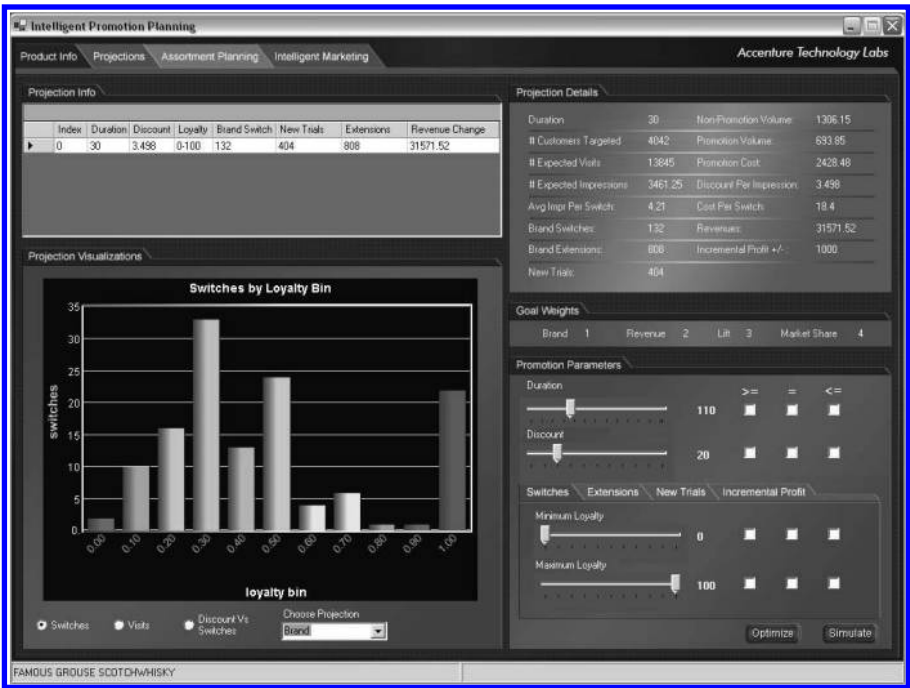 Intelligent Promotion Planning
Product Info Projections Assortment Planning Intelligent Marketing Accenture Technology Labs
Projection Info
Index Duration Discount Loyalty Brand Switch New Trials Extensions Revenue Change
0 30 3.498 0-100 132 404 808 31571.52
Projection Details
Duration 30 Non-Promotion Volume: 1306.15
# Customers Targeted 4042 Promotion Volume: 693.85
# Expected Visits 13845 Promotion Cost: 2428.48
# Expected Impressions 3461.25 Discount Per Impression: 3.498
Avg Impr Per Switch: 4.21 Cost Per Switch: 18.4
Brand Switches: 132 Revenues: 31571.52
Brand Extensions: 808 Incremental Profit +/-: 1000
New Trials: 404
Projection Visualizations
Switches by Loyalty Bin
switches
35
30
25
20
15
10
5
0
0.00 0.10 0.20 0.30 0.40 0.50 0.60 0.70 0.80 0.90 1.00
loyalty bin
Switches Visits Discount Vs Switches
Choose Projection
Brand
Goal Weights
Brand 1 Revenue 2 Lift 3 Market Share 4
Promotion Parameters
Duration >= = <=
110
Discount
20
Switches Extensions New Trials Incremental Profit
Minimum Loyalty
0
Maximum Loyalty
100
Optimize Simulate
FAMOUS GROUSE SCOTCHWHISKY